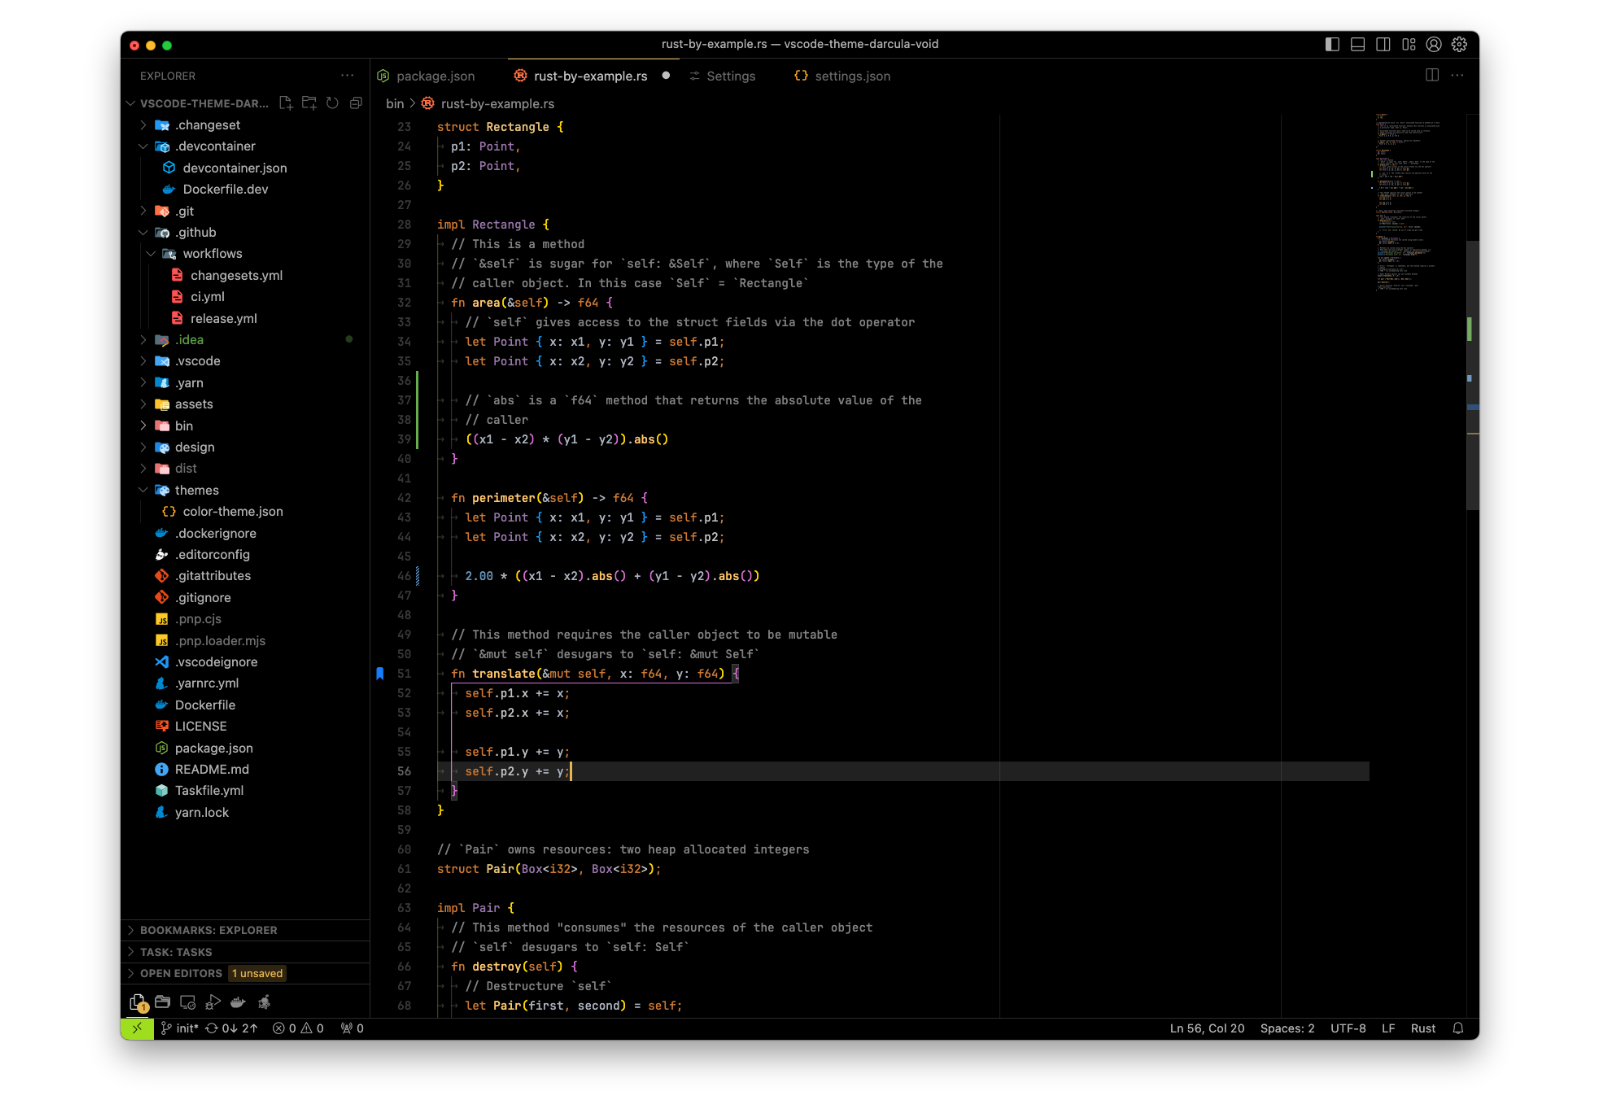 rust-by-example.rs — vscode-theme-darcula-void
EXPLORER
package.json
rust-by-example.rs
Settings
settings.json
VSCODE-THEME-DAR...
bin > rust-by-example.rs
.changeset
.devcontainer
devcontainer.json
Dockerfile.dev
.git
.github
workflows
changesets.yml
ci.yml
release.yml
.idea
.vscode
.yarn
assets
bin
design
dist
themes
color-theme.json
.dockerignore
.editorconfig
.gitattributes
.gitignore
.pnp.cjs
.pnp.loader.mjs
.vscodeignore
.yarnrc.yml
Dockerfile
LICENSE
package.json
README.md
Taskfile.yml
yarn.lock
BOOKMARKS: EXPLORER
TASK: TASKS
OPEN EDITORS 1 unsaved
1
23 struct Rectangle {
24 p1: Point,
25 p2: Point,
26 }
27
28 impl Rectangle {
29 // This is a method
30 // `&self` is sugar for `self: &Self`, where `Self` is the type of the
31 // caller object. In this case `Self` = `Rectangle`
32 fn area(&self) -> f64 {
33 // `self` gives access to the struct fields via the dot operator
34 let Point { x: x1, y: y1 } = self.p1;
35 let Point { x: x2, y: y2 } = self.p2;
36
37 // `abs` is a `f64` method that returns the absolute value of the
38 // caller
39 ((x1 - x2) * (y1 - y2)).abs()
40 }
41
42 fn perimeter(&self) -> f64 {
43 let Point { x: x1, y: y1 } = self.p1;
44 let Point { x: x2, y: y2 } = self.p2;
45
46 2.00 * ((x1 - x2).abs() + (y1 - y2).abs())
47 }
48
49 // This method requires the caller object to be mutable
50 // `&mut self` desugars to `self: &mut Self`
51 fn translate(&mut self, x: f64, y: f64) {
52 self.p1.x += x;
53 self.p2.x += x;
54
55 self.p1.y += y;
56 self.p2.y += y;
57 }
58 }
59
60 // `Pair` owns resources: two heap allocated integers
61 struct Pair(Box<i32>, Box<i32>);
62
63 impl Pair {
64 // This method "consumes" the resources of the caller object
65 // `self` desugars to `self: Self`
66 fn destroy(self) {
67 // Destructure `self`
68 let Pair(first, second) = self;
init* 0↓ 2↑ 0 0 0
Ln 56, Col 20 Spaces: 2 UTF-8 LF Rust